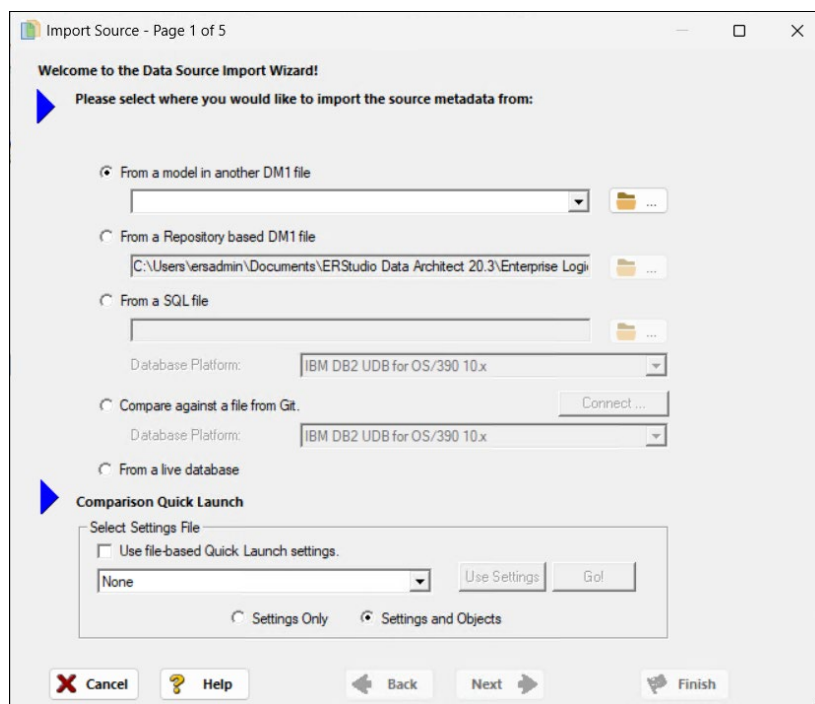 Import Source - Page 1 of 5
Welcome to the Data Source Import Wizard!
Please select where you would like to import the source metadata from:
From a model in another DM1 file
...
From a Repository based DM1 file
C:\Users\ersadmin\Documents\ERStudio Data Architect 20.3\Enterprise Logi
...
From a SQL file
...
Database Platform: IBM DB2 UDB for OS/390 10.x
Compare against a file from Git. Connect ...
Database Platform: IBM DB2 UDB for OS/390 10.x
From a live database
Comparison Quick Launch
Select Settings File
Use file-based Quick Launch settings.
None Use Settings Go!
Settings Only Settings and Objects
Cancel Help Back Next Finish